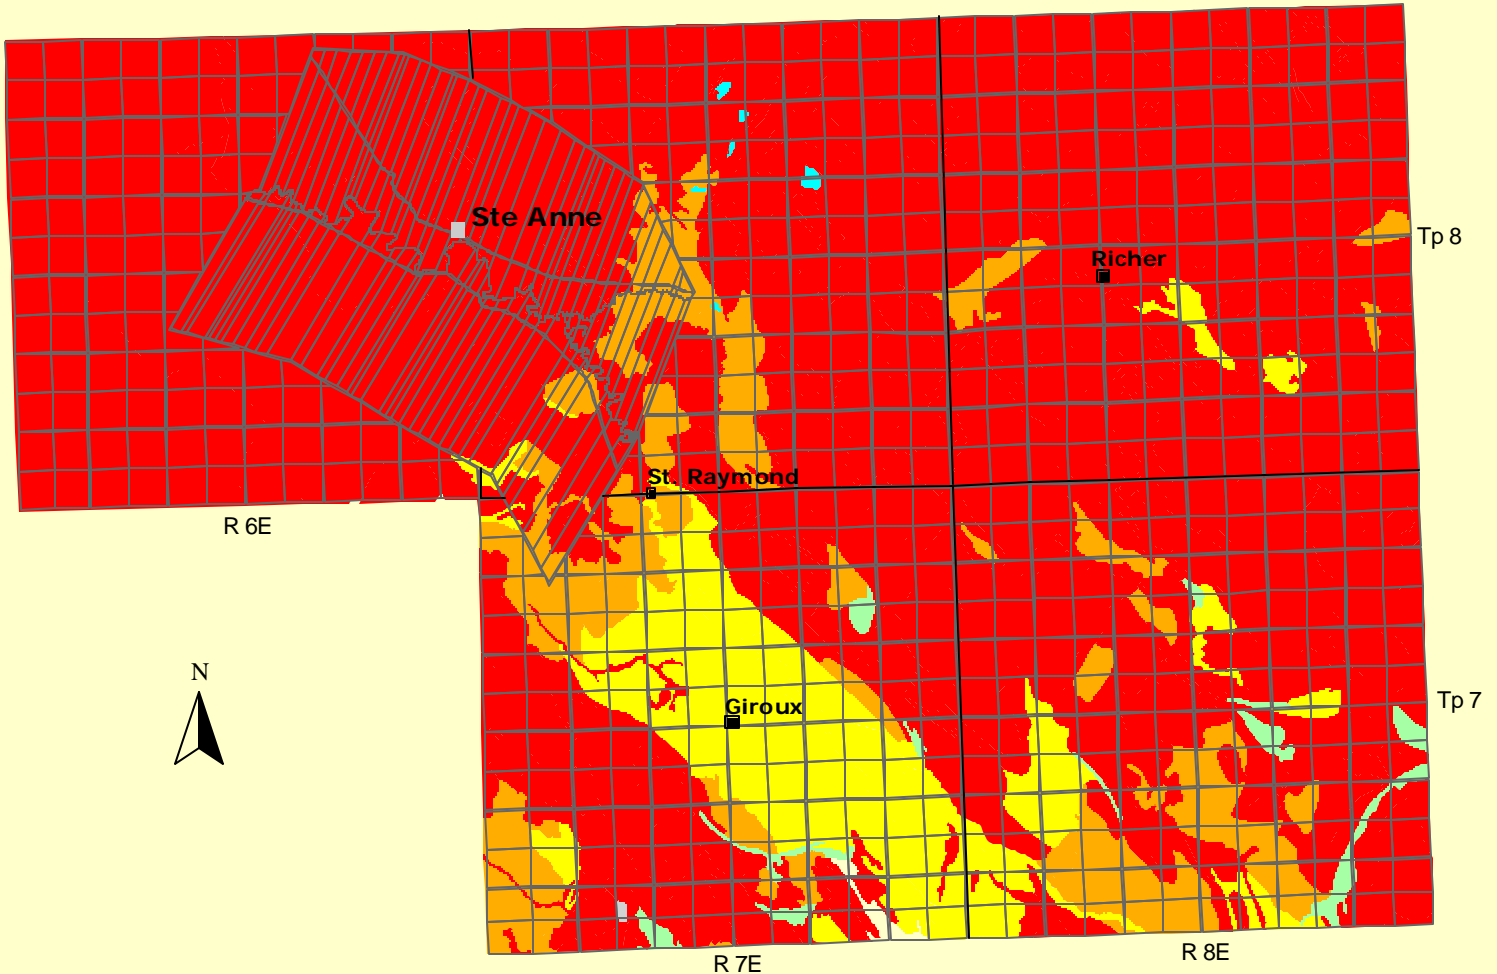 Ste Anne
Tp 8
Richer
St. Raymond
R 6E
N
Tp 7
Giroux
R 8E
R 7E